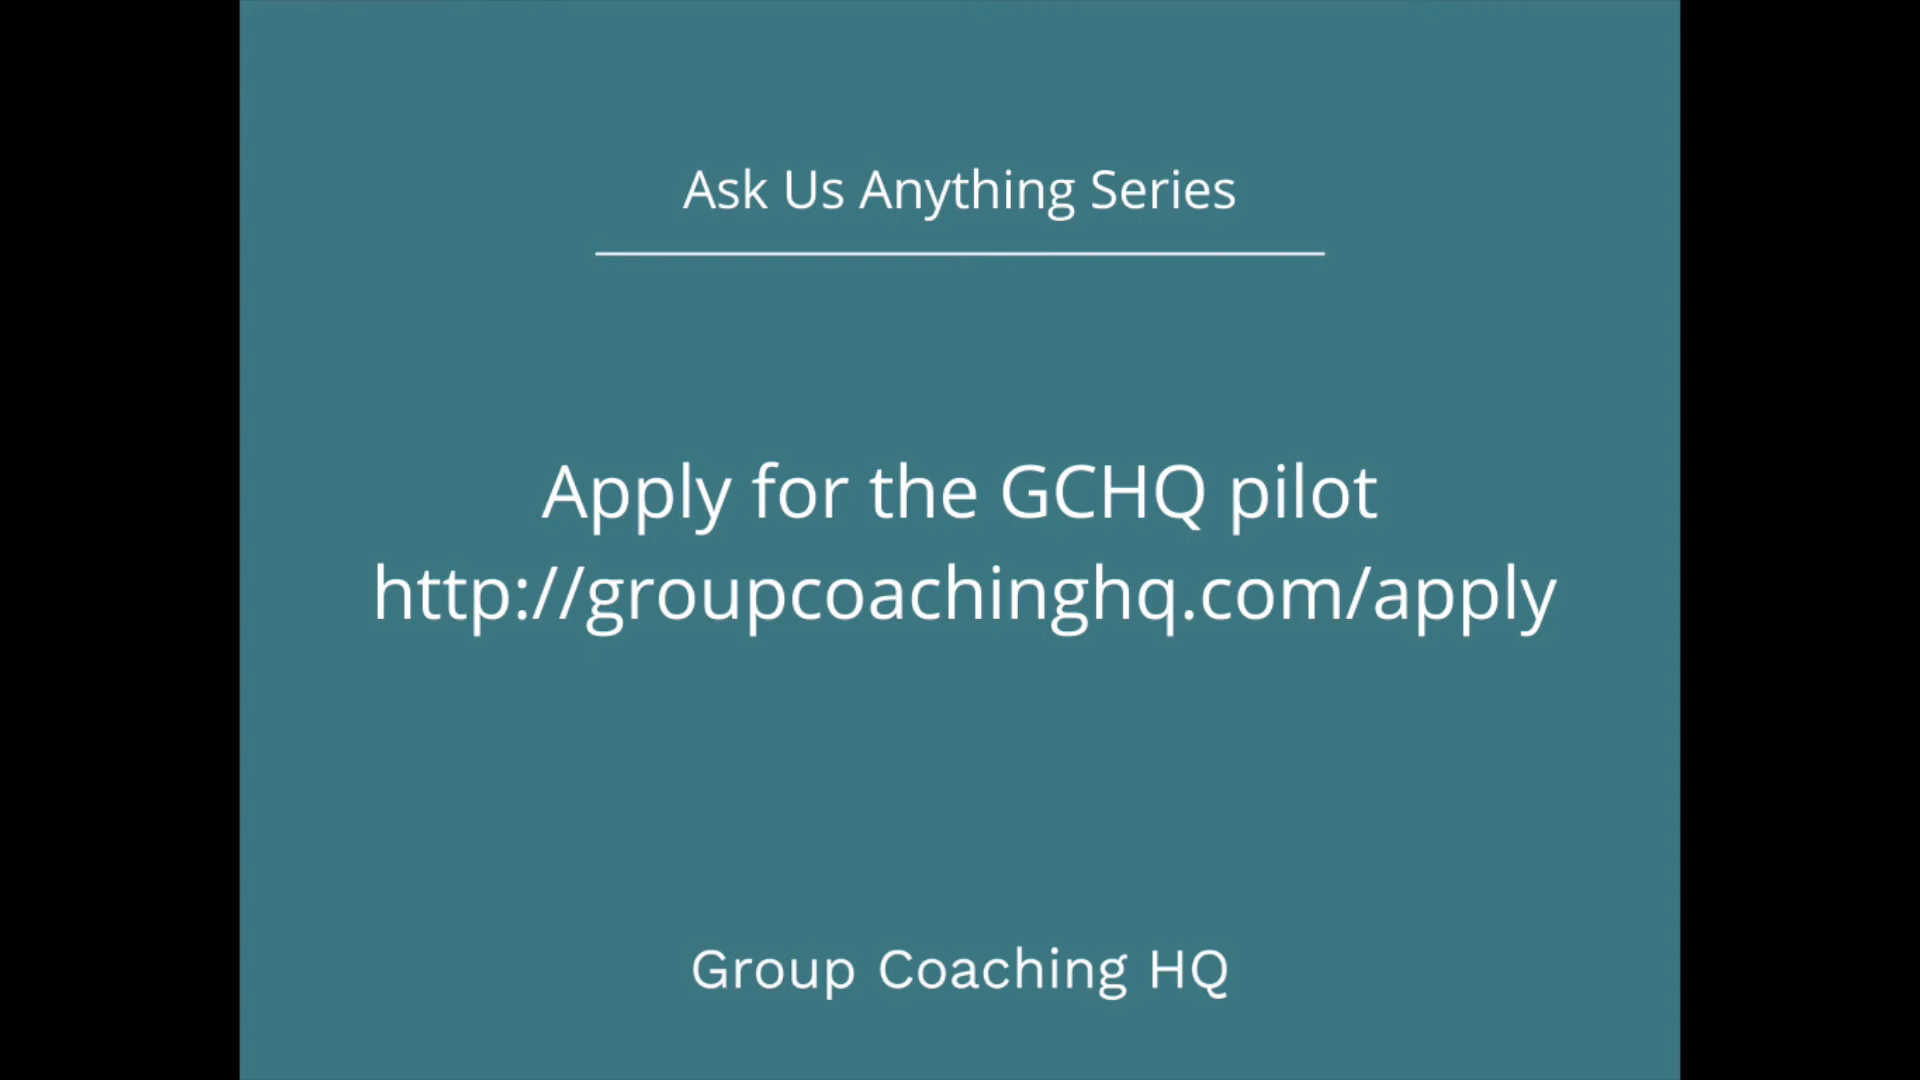 Ask Us Anything Series
Apply for the GCHQ pilot
http://groupcoachinghq.com/apply
Group Coaching HQ